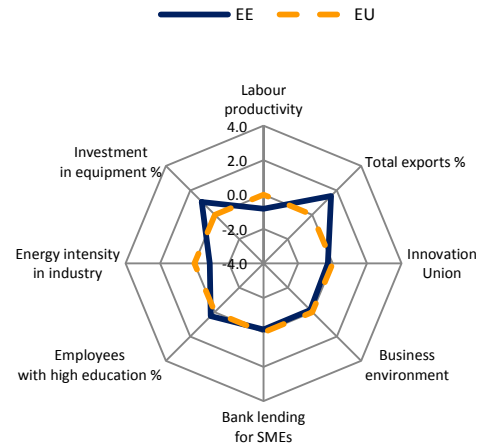 EE EU
Labour
productivity
Total exports %
Innovation
Union
Business
environment
Bank lending
for SMEs
Employees
with high education %
Energy intensity
in industry
Investment
in equipment %
4.0
2.0
0.0
-2.0
-4.0